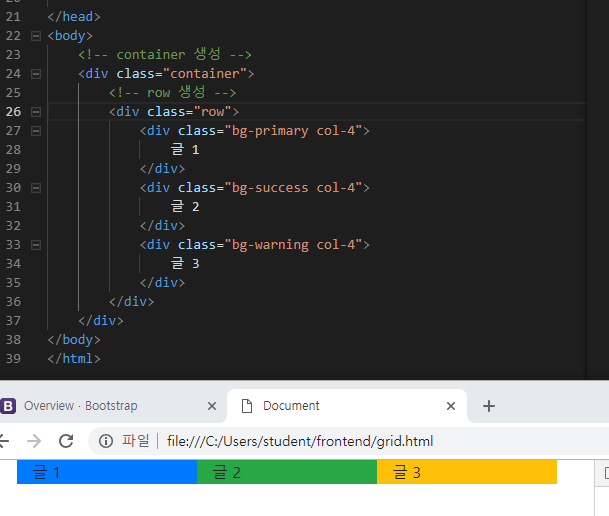 21 </head>
22 <body>
23 <!-- container 생성 -->
24 <div class="container">
25 <!-- row 생성 -->
26 <div class="row">
27 <div class="bg-primary col-4">
28 글 1
29 </div>
30 <div class="bg-success col-4">
31 글 2
32 </div>
33 <div class="bg-warning col-4">
34 글 3
35 </div>
36 </div>
37 </div>
38 </body>
39 </html>
B Overview · Bootstrap × Document × +
파일 | file:///C:/Users/student/frontend/grid.html
글 1 글 2 글 3